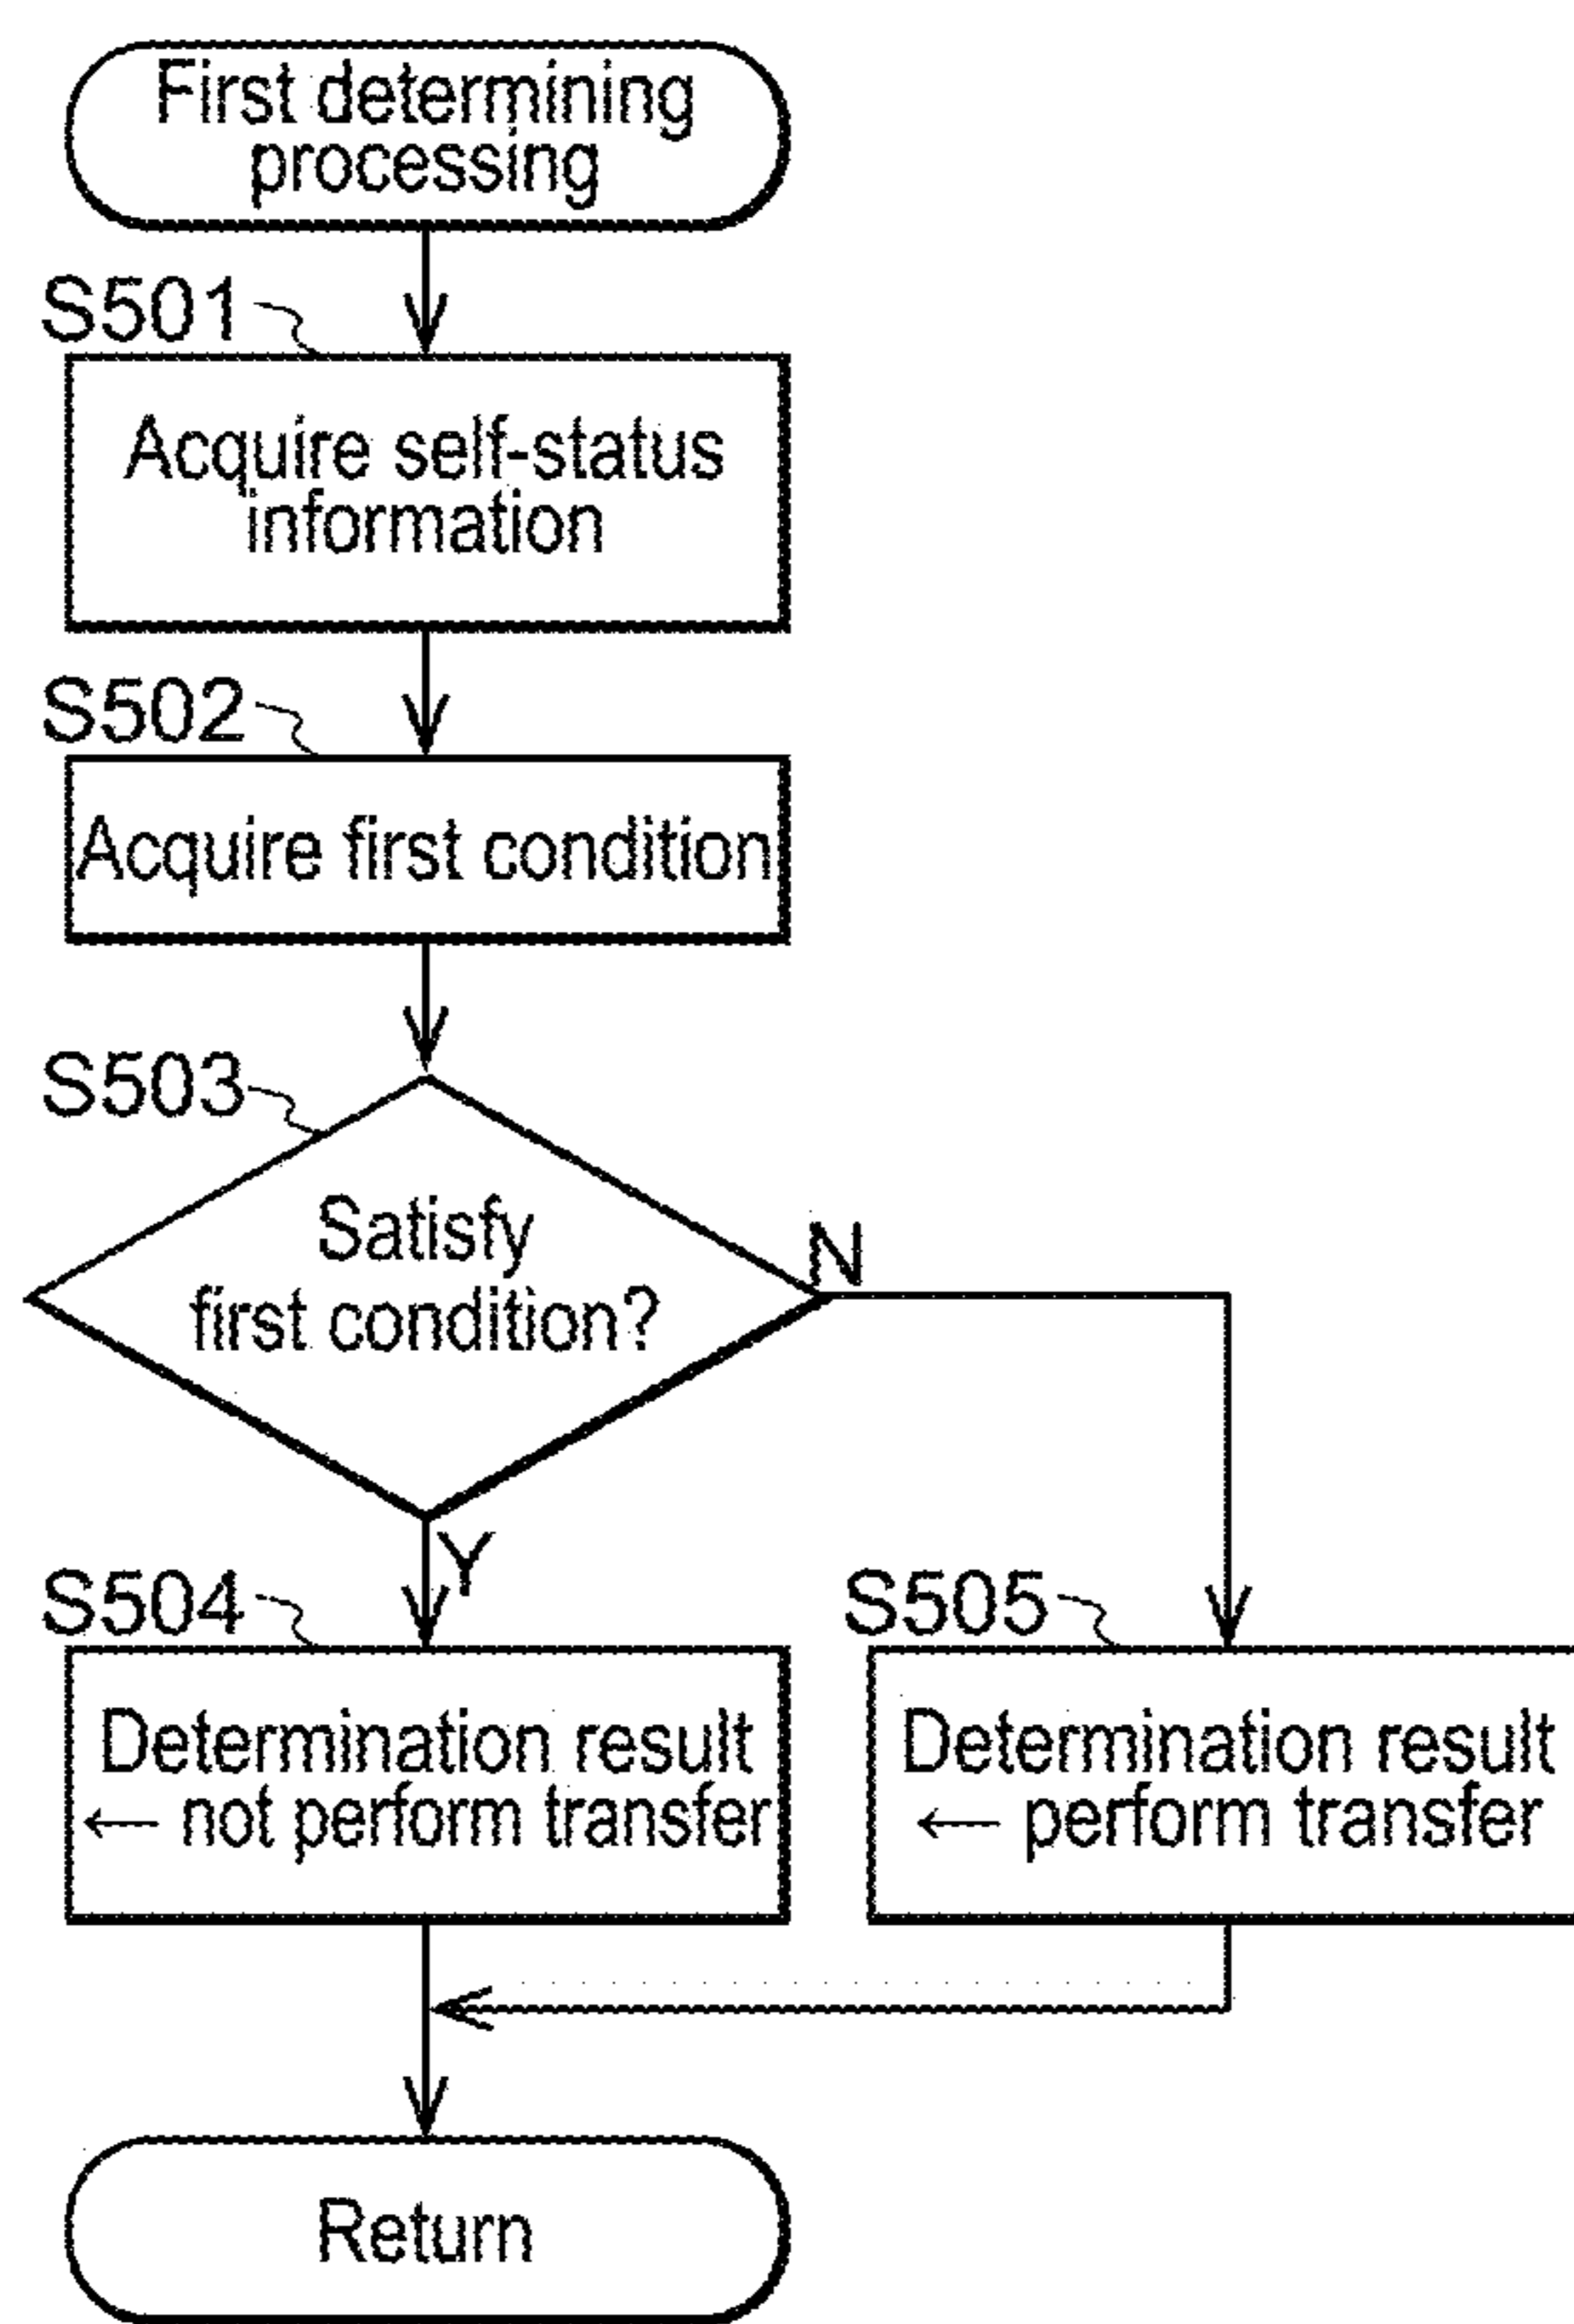 First determining
processing
S501
Acquire self-status
information
S502
Acquire first condition
S503
Satisfy
first condition?
N
Y
S504
Determination result
← not perform transfer
S505
Determination result
← perform transfer
Return